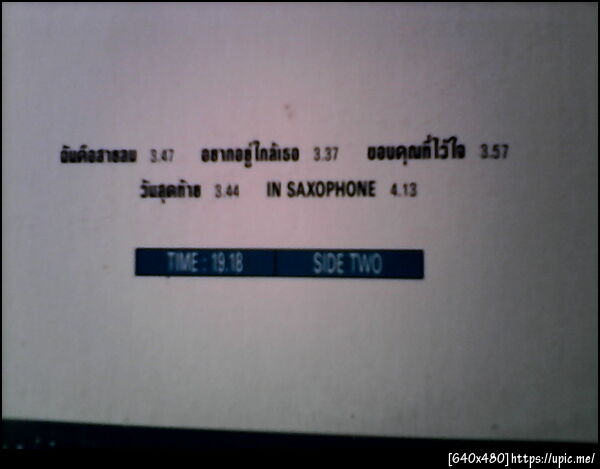 ฉันคือสายลม 3.47 อยากอยู่ใกล้เธอ 3.37 ขอบคุณที่ไว้ใจ 3.57
วันสุดท้าย 3.44 IN SAXOPHONE 4.13
TIME : 19.18 SIDE TWO
[640x480]https://upic.me/